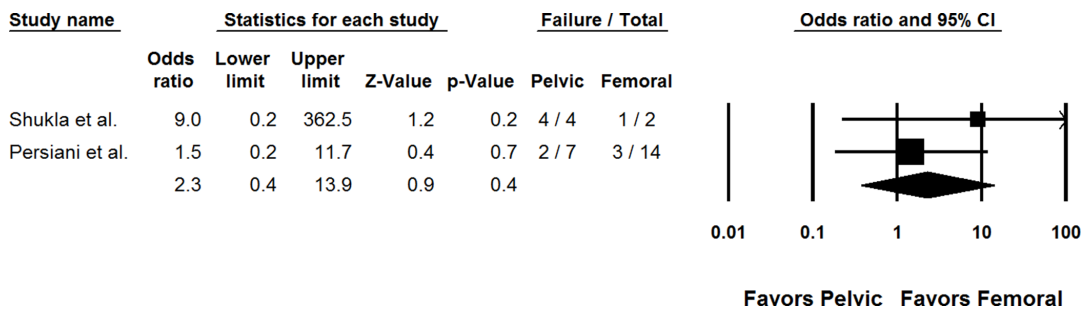 Study name Statistics for each study Failure / Total Odds ratio and 95% CI
Odds Lower Upper
ratio limit limit Z-Value p-Value Pelvic Femoral
Shukla et al. 9.0 0.2 362.5 1.2 0.2 4 / 4 1 / 2
Persiani et al. 1.5 0.2 11.7 0.4 0.7 2 / 7 3 / 14
2.3 0.4 13.9 0.9 0.4
0.01 0.1 1 10 100
Favors Pelvic Favors Femoral